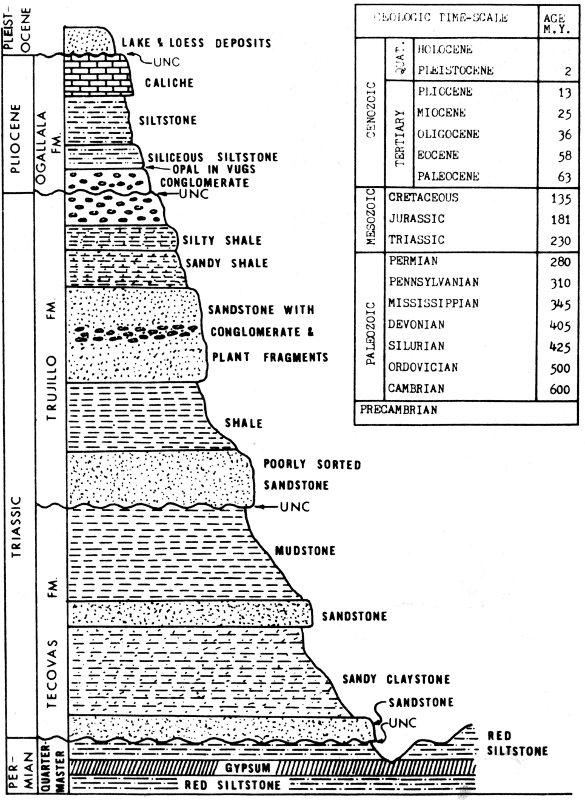 PLEIST-
OCENE
PLIOCENE
OGALLALA
FM.
TRIASSIC
TRUJILLO FM.
TECOVAS FM.
PER-
MIAN
QUARTER-
MASTER
LAKE & LOESS DEPOSITS
UNC
CALICHE
SILTSTONE
SILICEOUS SILTSTONE
OPAL IN VUGS
CONGLOMERATE
UNC
SILTY SHALE
SANDY SHALE
SANDSTONE WITH
CONGLOMERATE &
PLANT FRAGMENTS
SHALE
POORLY SORTED
SANDSTONE
UNC
MUDSTONE
SANDSTONE
SANDY CLAYSTONE
SANDSTONE
UNC
RED
SILTSTONE
GYPSUM
RED SILTSTONE
GEOLOGIC TIME-SCALE
AGE
M.Y.
CENOZOIC
QUAT.
HOLOCENE
PLEISTOCENE 2
TERTIARY
PLIOCENE 13
MIOCENE 25
OLIGOCENE 36
EOCENE 58
PALEOCENE 63
MESOZOIC
CRETACEOUS 135
JURASSIC 181
TRIASSIC 230
PALEOZOIC
PERMIAN 280
PENNSYLVANIAN 310
MISSISSIPPIAN 345
DEVONIAN 405
SILURIAN 425
ORDOVICIAN 500
CAMBRIAN 600
PRECAMBRIAN